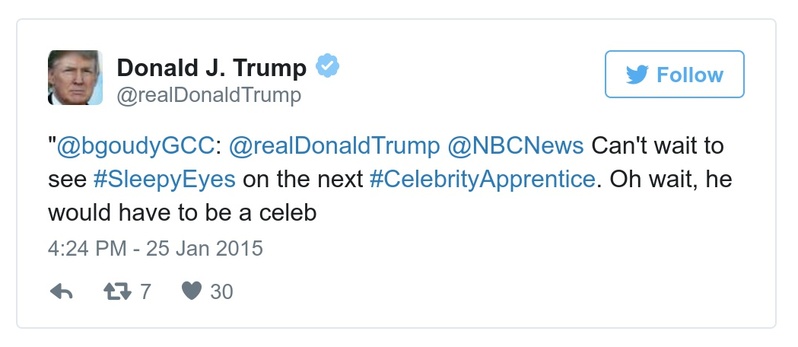 Donald J. Trump
@realDonaldTrump
Follow
"@bgoudyGCC: @realDonaldTrump @NBCNews Can't wait to
see #SleepyEyes on the next #CelebrityApprentice. Oh wait, he
would have to be a celeb
4:24 PM - 25 Jan 2015
7 30